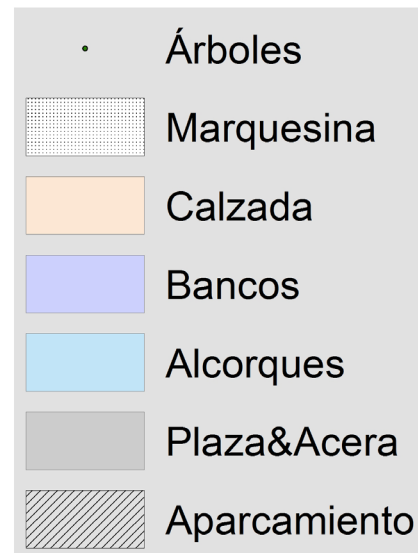 Árboles
Marquesina
Calzada
Bancos
Alcorques
Plaza&Acera
Aparcamiento